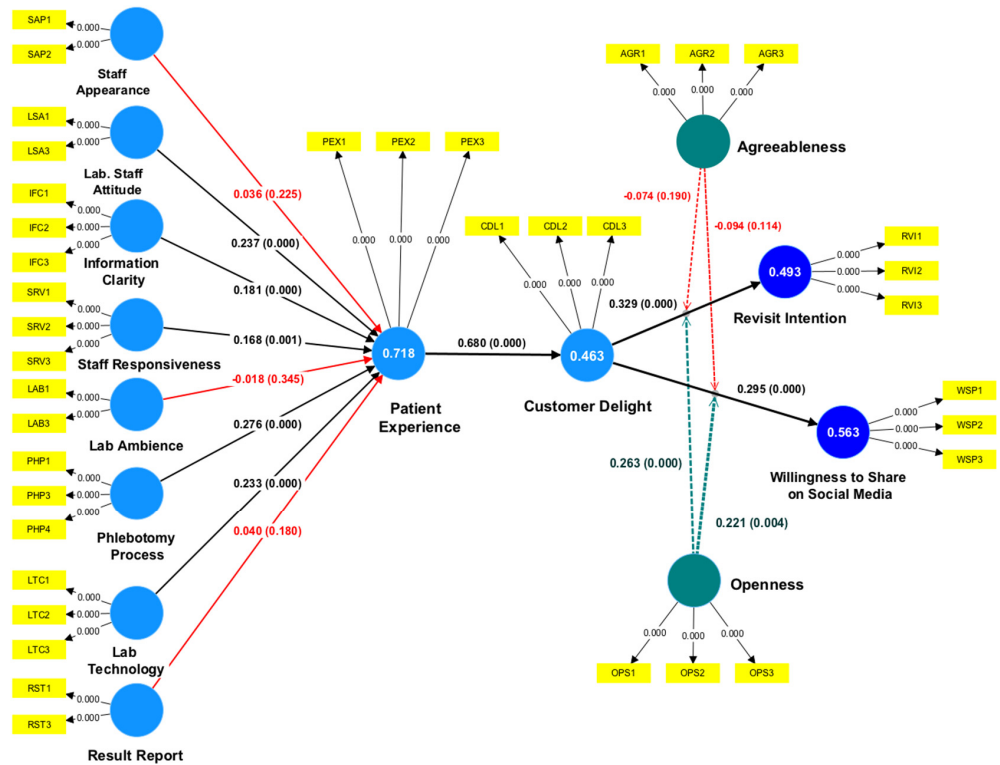 SAP1
0.000
SAP2
0.000
Staff
Appearance
LSA1
0.000
LSA3
0.000
Lab. Staff
Attitude
IFC1
0.000
IFC2
0.000
IFC3
0.000
Information
Clarity
SRV1
0.000
SRV2
0.000
SRV3
0.000
Staff Responsiveness
LAB1
0.000
LAB3
0.000
Lab Ambience
PHP1
0.000
PHP3
0.000
PHP4
0.000
Phlebotomy
Process
LTC1
0.000
LTC2
0.000
LTC3
0.000
Lab
Technology
RST1
0.000
RST3
0.000
Result Report
0.036 (0.225)
0.237 (0.000)
0.181 (0.000)
0.168 (0.001)
-0.018 (0.345)
0.276 (0.000)
0.233 (0.000)
0.040 (0.180)
PEX1
PEX2
PEX3
0.000
0.000
0.000
0.718
Patient
Experience
0.680 (0.000)
CDL1
CDL2
CDL3
0.000
0.000
0.000
0.463
Customer Delight
AGR1
AGR2
AGR3
0.000
0.000
0.000
Agreeableness
-0.074 (0.190)
-0.094 (0.114)
0.329 (0.000)
0.295 (0.000)
0.493
Revisit Intention
RVI1
0.000
RVI2
0.000
RVI3
0.000
0.563
Willingness to Share
on Social Media
WSP1
0.000
WSP2
0.000
WSP3
0.000
0.263 (0.000)
0.221 (0.004)
Openness
0.000
0.000
0.000
OPS1
OPS2
OPS3